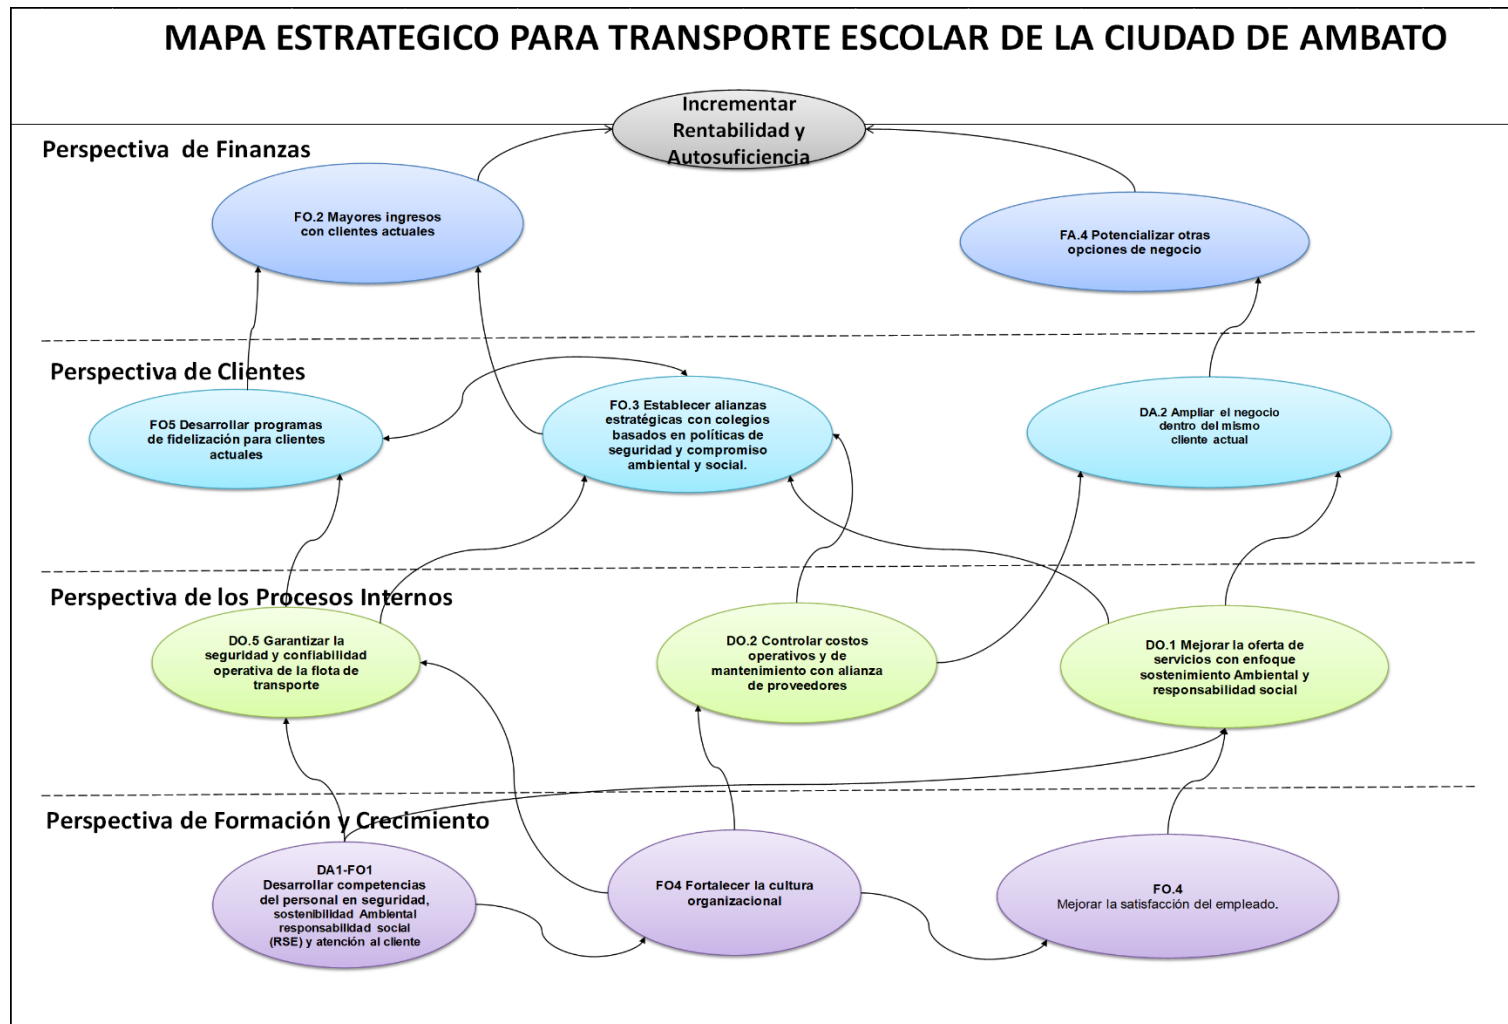 MAPA ESTRATEGICO PARA TRANSPORTE ESCOLAR DE LA CIUDAD DE AMBATO
Incrementar
Rentabilidad y
Autosuficiencia
Perspectiva de Finanzas
FO.2 Mayores ingresos
con clientes actuales
FA.4 Potencializar otras
opciones de negocio
Perspectiva de Clientes
FO5 Desarrollar programas
de fidelización para clientes
actuales
FO.3 Establecer alianzas
estratégicas con colegios
basados en políticas de
seguridad y compromiso
ambiental y social.
DA.2 Ampliar el negocio
dentro del mismo
cliente actual
Perspectiva de los Procesos Internos
DO.5 Garantizar la
seguridad y confiabilidad
operativa de la flota de
transporte
DO.2 Controlar costos
operativos y de
mantenimiento con alianza
de proveedores
DO.1 Mejorar la oferta de
servicios con enfoque
sostenimiento Ambiental y
responsabilidad social
Perspectiva de Formación y Crecimiento
DA1-FO1
Desarrollar competencias
del personal en seguridad,
sostenibilidad Ambiental
responsabilidad social
(RSE) y atención al cliente
FO4 Fortalecer la cultura
organizacional
FO.4
Mejorar la satisfacción del empleado.